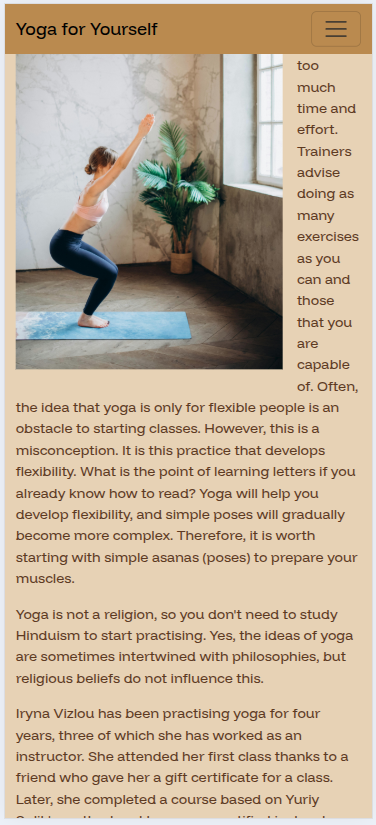 Yoga for Yourself
too
much
time and
effort.
Trainers
advise
doing as
many
exercises
as you
can and
those
that you
are
capable
of. Often,
the idea that yoga is only for flexible people is an
obstacle to starting classes. However, this is a
misconception. It is this practice that develops
flexibility. What is the point of learning letters if you
already know how to read? Yoga will help you
develop flexibility, and simple poses will gradually
become more complex. Therefore, it is worth
starting with simple asanas (poses) to prepare your
muscles.
Yoga is not a religion, so you don't need to study
Hinduism to start practising. Yes, the ideas of yoga
are sometimes intertwined with philosophies, but
religious beliefs do not influence this.
Iryna Vizlou has been practising yoga for four
years, three of which she has worked as an
instructor. She attended her first class thanks to a
friend who gave her a gift certificate for a class.
Later, she completed a course based on Yuriy